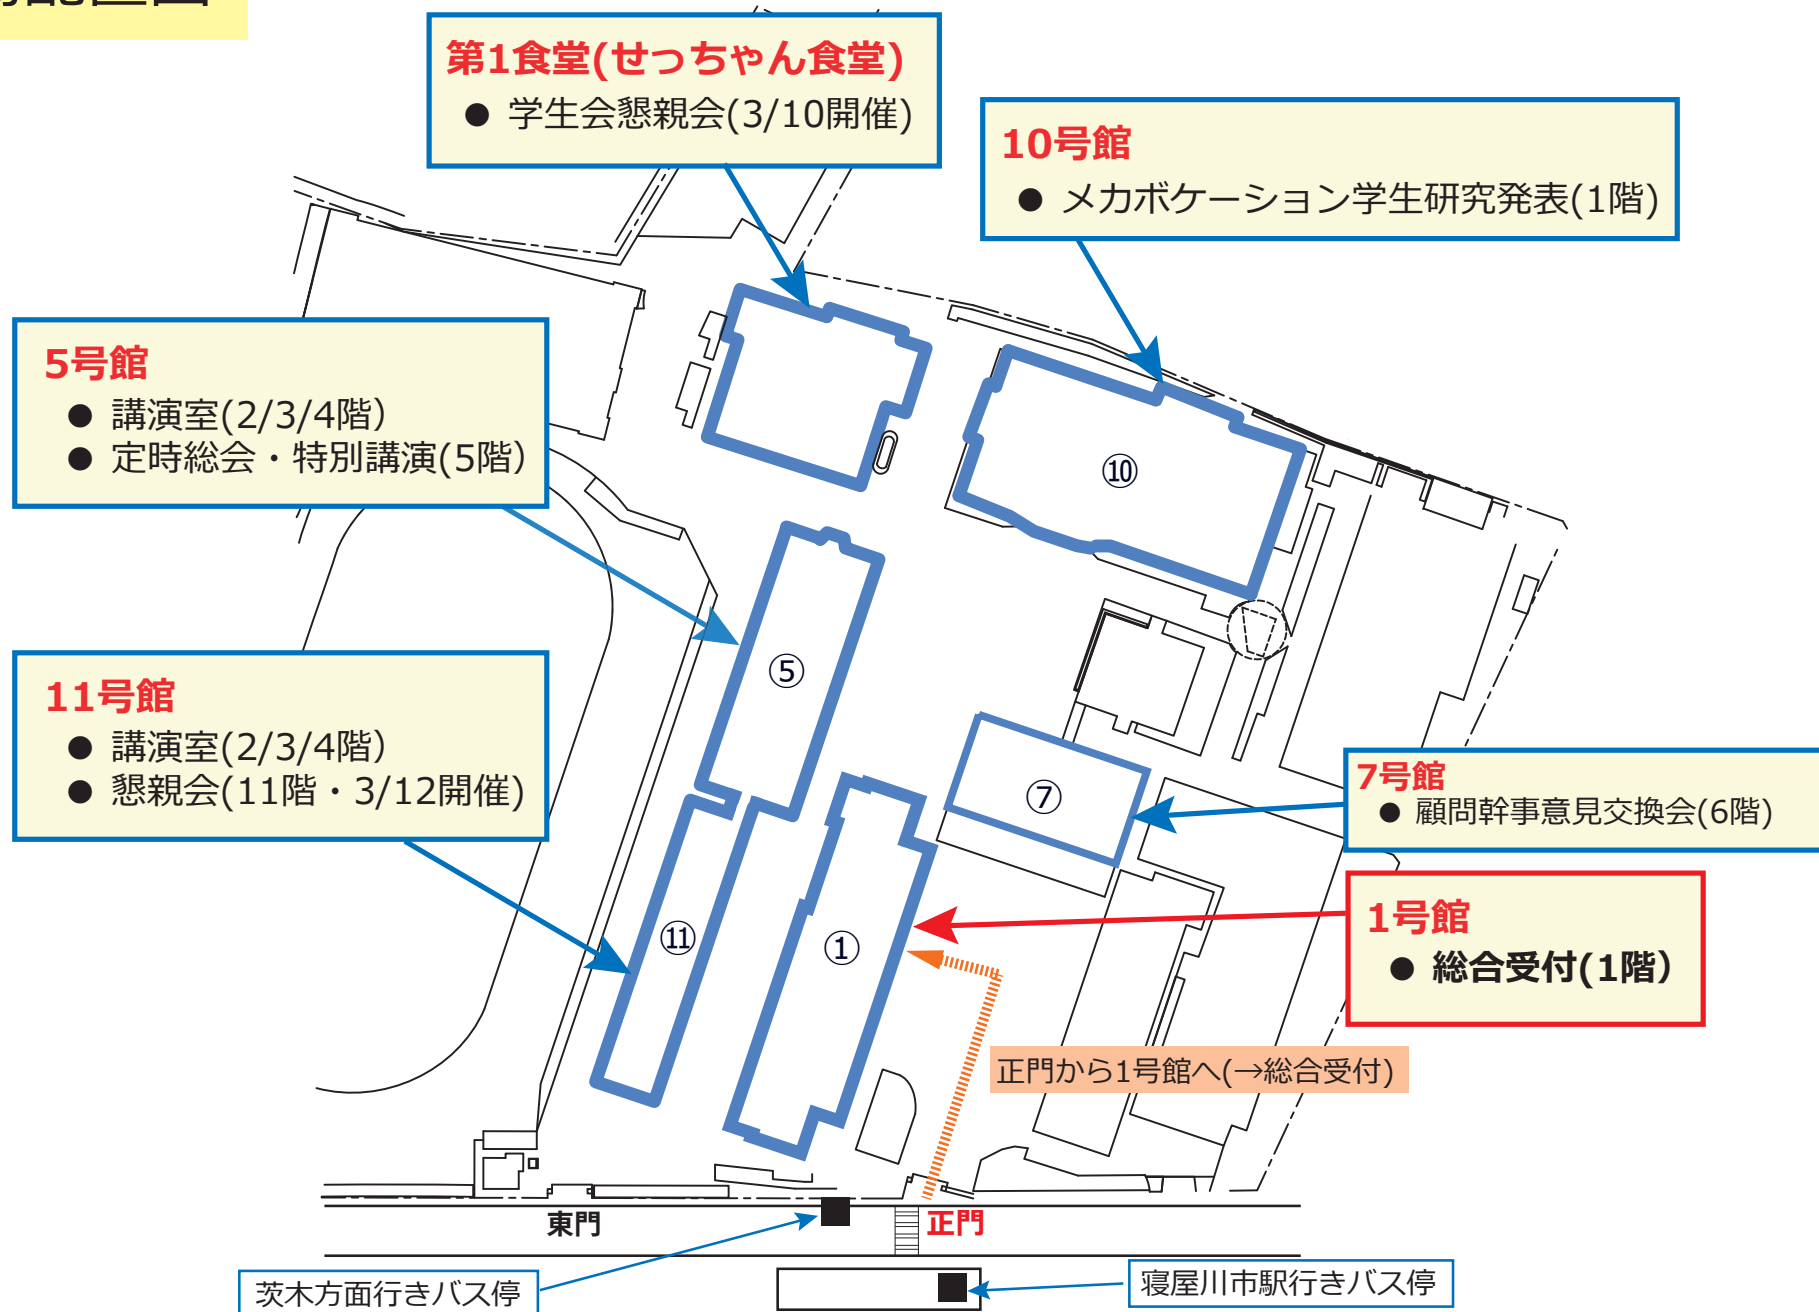 第1食堂(せっちゃん食堂)
● 学生会懇親会(3/10開催)
10号館
● メカボケーション学生研究発表(1階)
5号館
● 講演室(2/3/4階)
● 定時総会・特別講演(5階)
⑩
⑤
11号館
● 講演室(2/3/4階)
● 懇親会(11階・3/12開催)
⑦
7号館
● 顧問幹事意見交換会(6階)
⑪
①
1号館
● 総合受付(1階)
正門から1号館へ(→総合受付)
東門
正門
茨木方面行きバス停
寝屋川市駅行きバス停